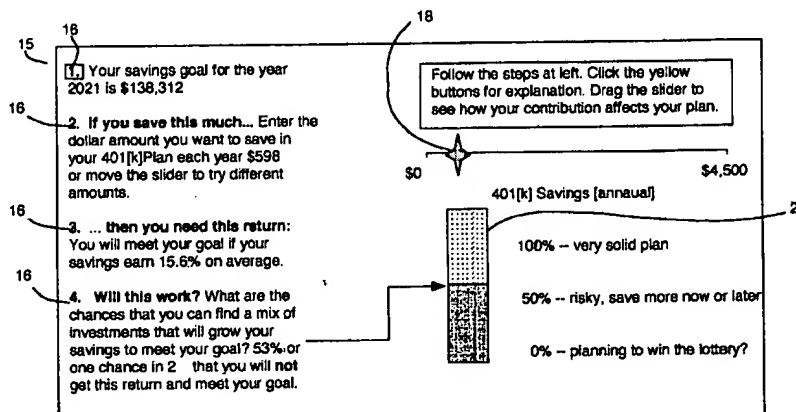 16
18
15
1. Your savings goal for the year
2021 is $138,312
Follow the steps at left. Click the yellow
buttons for explanation. Drag the slider to
see how your contribution affects your plan.
16
2. If you save this much... Enter the
dollar amount you want to save in
your 401[k]Plan each year $598
or move the slider to try different
amounts.
$0
$4,500
401[k] Savings [annaual}
16
3. ... then you need this return:
You will meet your goal if your
savings earn 15.6% on average.
2
100% -- very solid plan
16
4. Will this work? What are the
chances that you can find a mix of
investments that will grow your
savings to meet your goal? 53% or
one chance in 2 that you will not
get this return and meet your goal.
50% -- risky, save more now or later
0% -- planning to win the lottery?